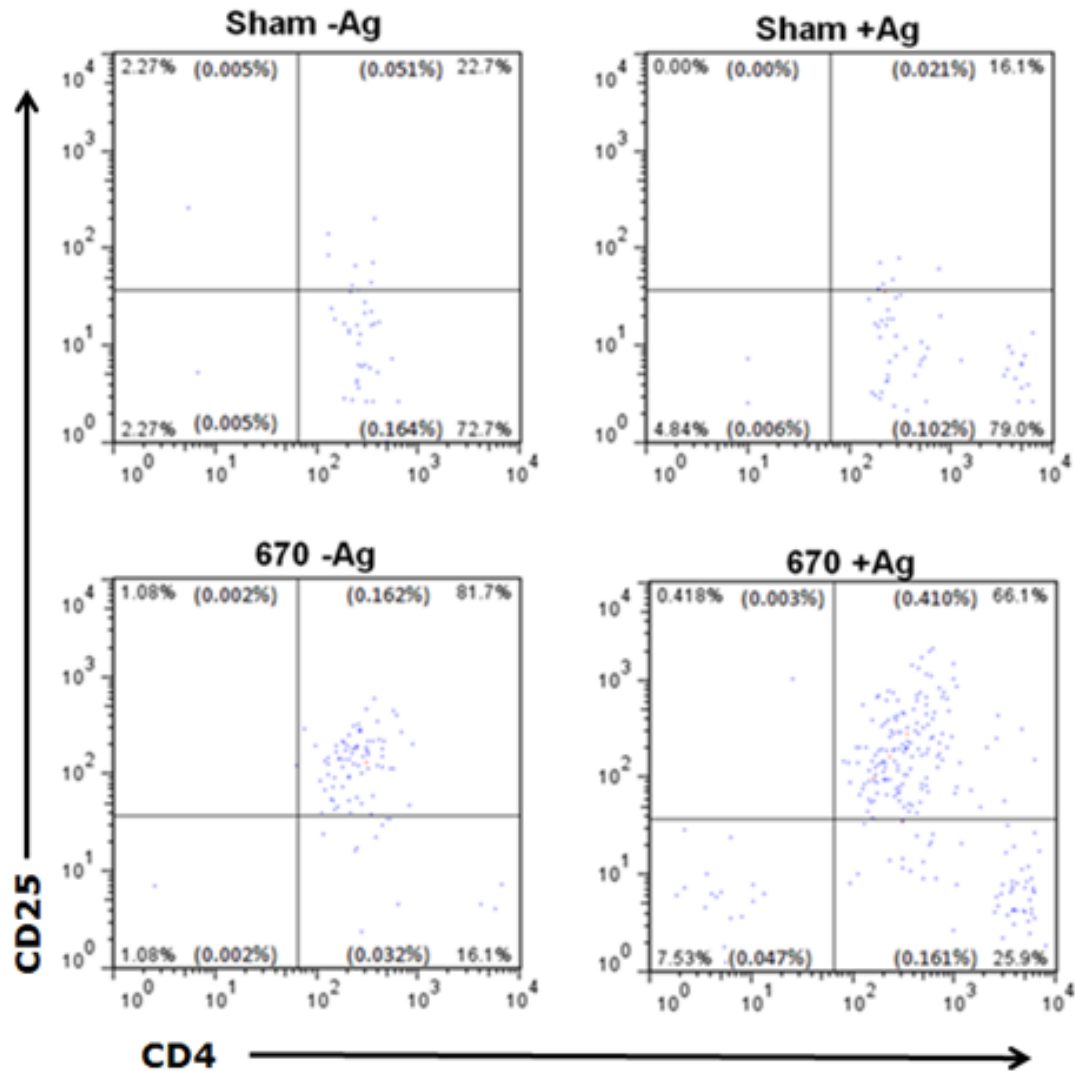 Sham -Ag
2.27% (0.005%) (0.051%) 22.7%
10^4
10^3
10^2
10^1
10^0
2.27% (0.005%) (0.164%) 72.7%
10^0 10^1 10^2 10^3 10^4
Sham +Ag
0.00% (0.00%) (0.021%) 16.1%
10^4
10^3
10^2
10^1
10^0
4.84% (0.006%) (0.102%) 79.0%
10^0 10^1 10^2 10^3 10^4
670 -Ag
1.08% (0.002%) (0.162%) 81.7%
10^4
10^3
10^2
10^1
10^0
1.08% (0.002%) (0.032%) 16.1%
10^0 10^1 10^2 10^3 10^4
670 +Ag
0.418% (0.003%) (0.410%) 66.1%
10^4
10^3
10^2
10^1
10^0
7.53% (0.047%) (0.161%) 25.9%
10^0 10^1 10^2 10^3 10^4
CD25
CD4